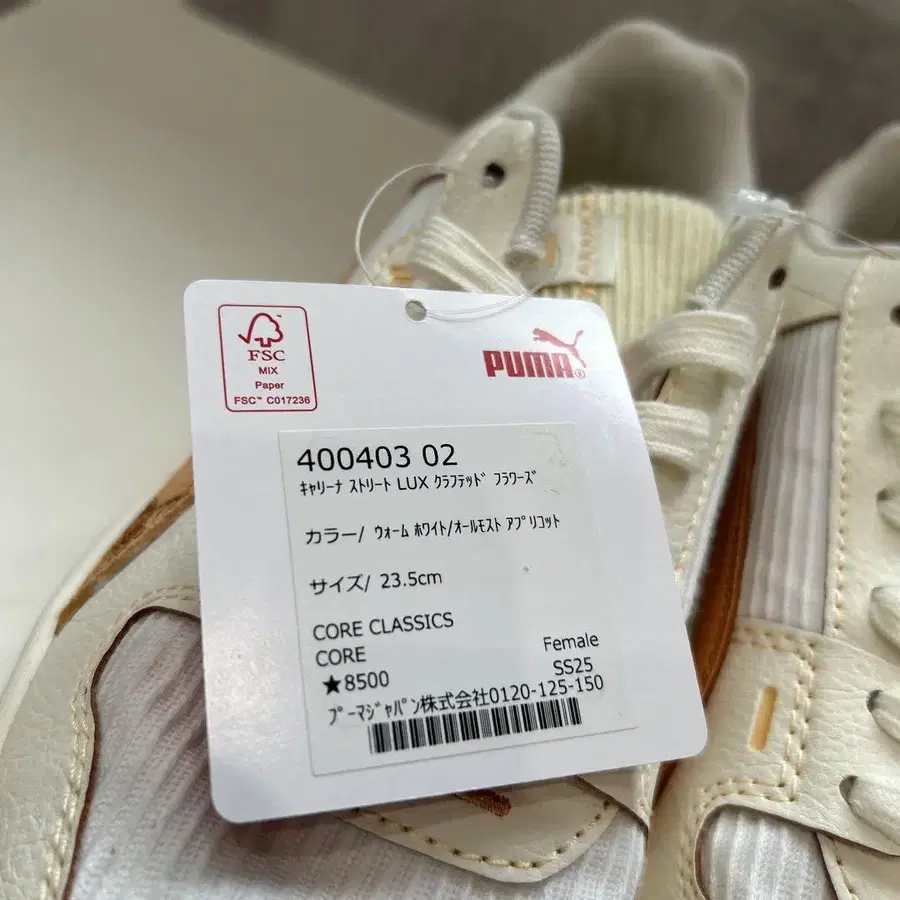 FSC
MIX
Paper
FSC™ C017236
PUMA®
400403 02
ｷｬﾘｰﾅ ｽﾄﾘｰﾄ LUX ｸﾗﾌﾃｯﾄﾞ ﾌﾗﾜｰｽﾞ
カラー/ ｳｫｰﾑ ﾎﾜｲﾄ/ｵｰﾙﾓｽﾄ ｱﾌﾟﾘｺｯﾄ
サイズ/ 23.5cm
CORE CLASSICS
CORE
Female
★8500
SS25
ﾌﾟｰﾏｼﾞｬﾊﾟﾝ株式会社0120-125-150